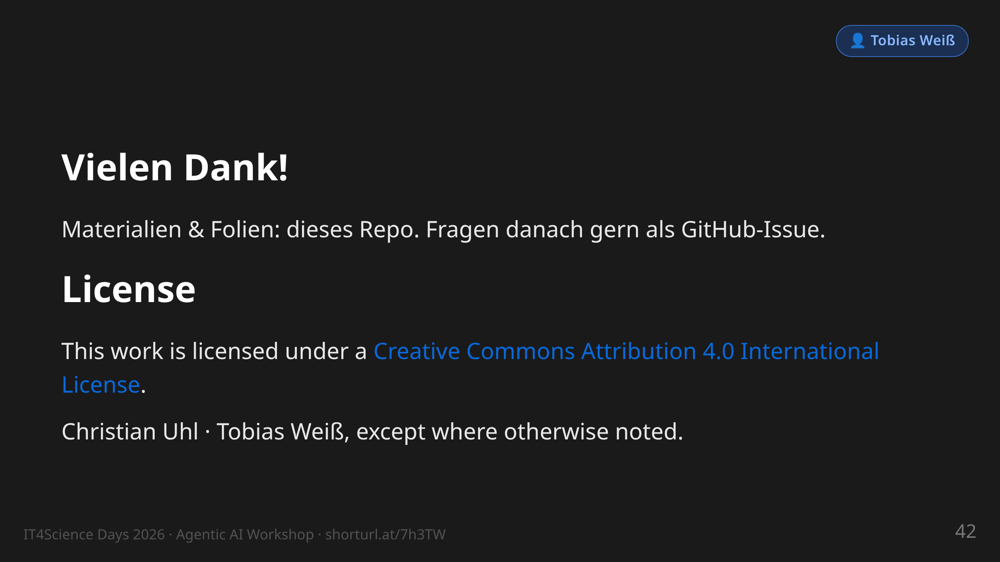 Tobias Weiß
Vielen Dank!
Materialien & Folien: dieses Repo. Fragen danach gern als GitHub-Issue.
License
This work is licensed under a Creative Commons Attribution 4.0 International
License.
Christian Uhl · Tobias Weiß, except where otherwise noted.
IT4Science Days 2026 · Agentic AI Workshop · shorturl.at/7h3TW
42